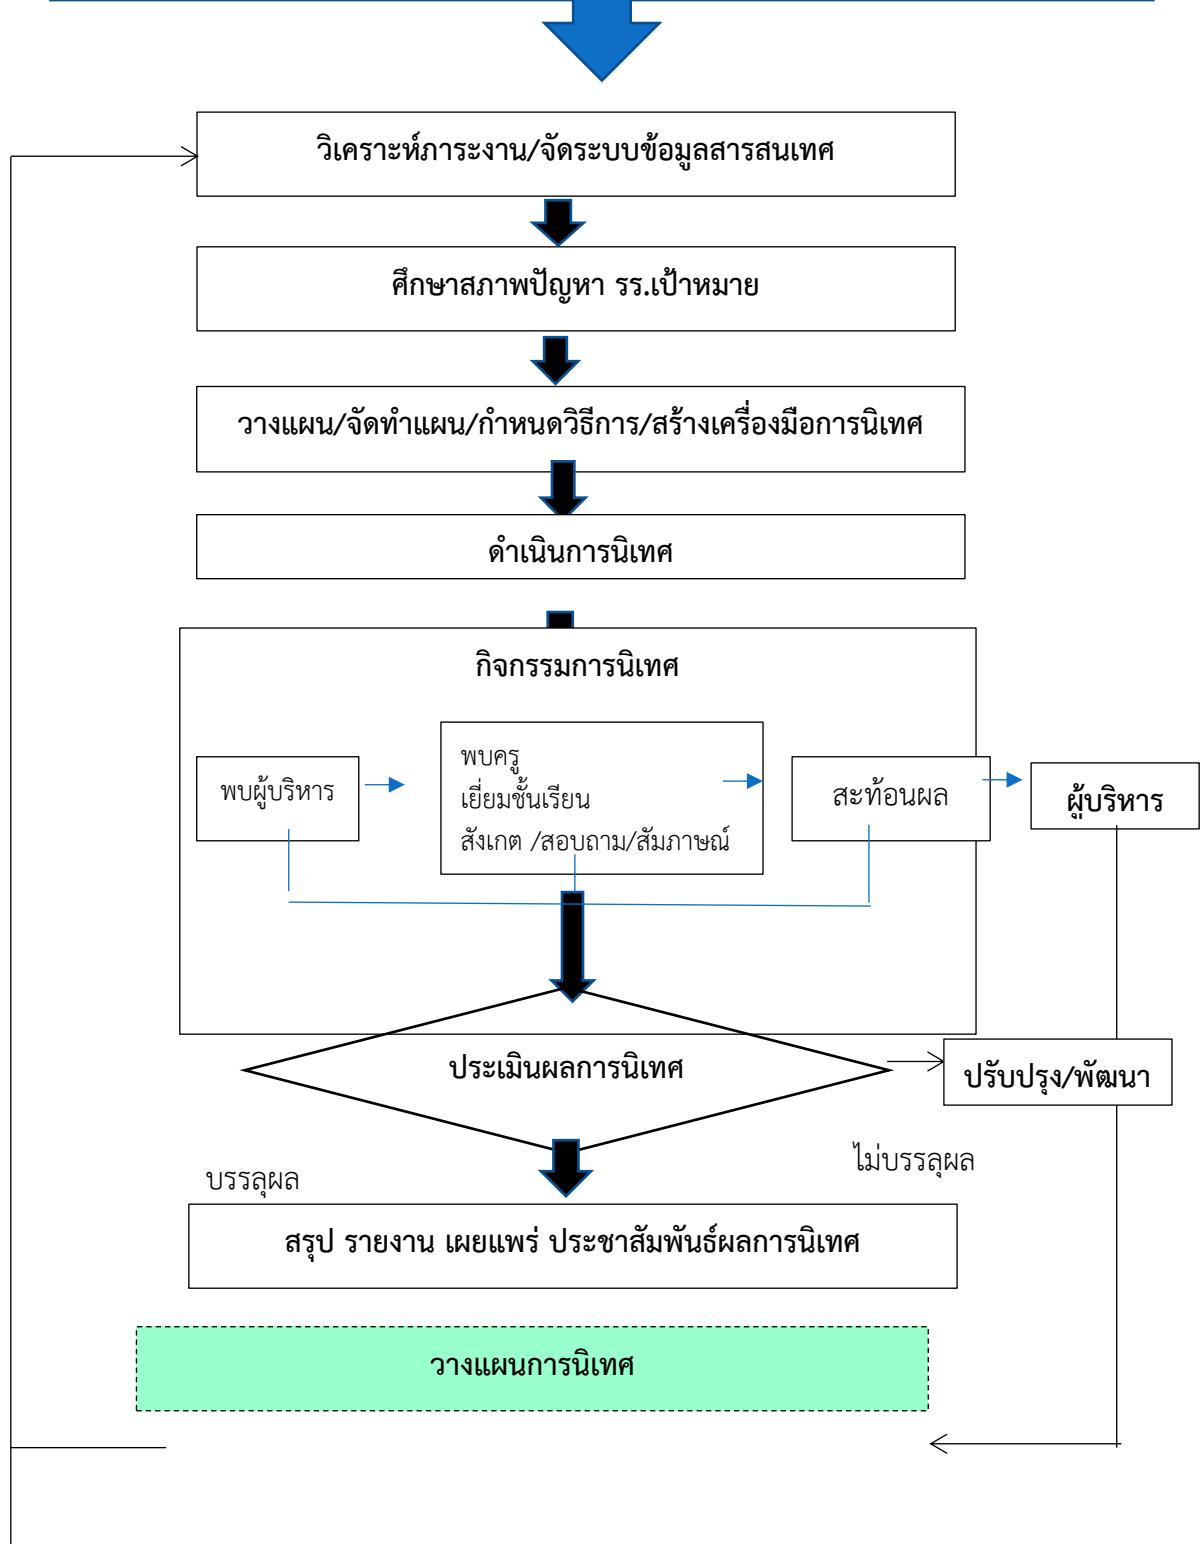 วิเคราะห์ภาระงาน/จัดระบบข้อมูลสารสนเทศ
ศึกษาสภาพปัญหา รร.เป้าหมาย
วางแผน/จัดทำแผน/กำหนดวิธีการ/สร้างเครื่องมือการนิเทศ
ดำเนินการนิเทศ
กิจกรรมการนิเทศ
พบผู้บริหาร
พบครู
เยี่ยมชั้นเรียน
สังเกต /สอบถาม/สัมภาษณ์
สะท้อนผล
ผู้บริหาร
ประเมินผลการนิเทศ
ปรับปรุง/พัฒนา
บรรลุผล
ไม่บรรลุผล
สรุป รายงาน เผยแพร่ ประชาสัมพันธ์ผลการนิเทศ
วางแผนการนิเทศ